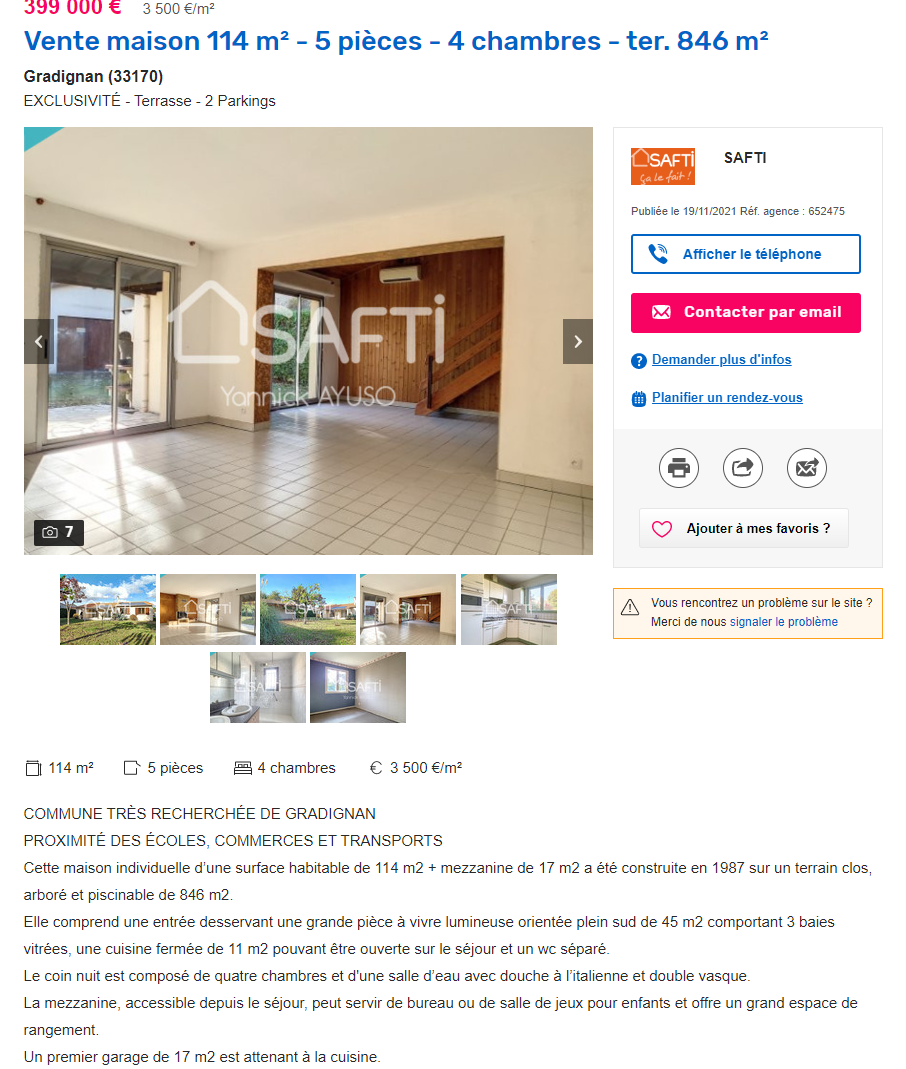 399 000 € 3 500 €/m²
Vente maison 114 m² - 5 pièces - 4 chambres - ter. 846 m²
Gradignan (33170)
EXCLUSIVITÉ - Terrasse - 2 Parkings
SAFTI
Yannick AYUSO
7
SAFTI
Ça le fait !
SAFTI
Publiée le 19/11/2021 Réf. agence : 652475
Afficher le téléphone
Contacter par email
? Demander plus d'infos
Planifier un rendez-vous
Ajouter à mes favoris ?
Vous rencontrez un problème sur le site ?
Merci de nous signaler le problème
SAFTI
SAFTI
SAFTI
SAFTI
SAFTI
SAFTI
SAFTI
114 m² 5 pièces 4 chambres € 3 500 €/m²
COMMUNE TRÈS RECHERCHÉE DE GRADIGNAN
PROXIMITÉ DES ÉCOLES, COMMERCES ET TRANSPORTS
Cette maison individuelle d’une surface habitable de 114 m2 + mezzanine de 17 m2 a été construite en 1987 sur un terrain clos,
arboré et piscinable de 846 m2.
Elle comprend une entrée desservant une grande pièce à vivre lumineuse orientée plein sud de 45 m2 comportant 3 baies
vitrées, une cuisine fermée de 11 m2 pouvant être ouverte sur le séjour et un wc séparé.
Le coin nuit est composé de quatre chambres et d'une salle d’eau avec douche à l’italienne et double vasque.
La mezzanine, accessible depuis le séjour, peut servir de bureau ou de salle de jeux pour enfants et offre un grand espace de
rangement.
Un premier garage de 17 m2 est attenant à la cuisine.